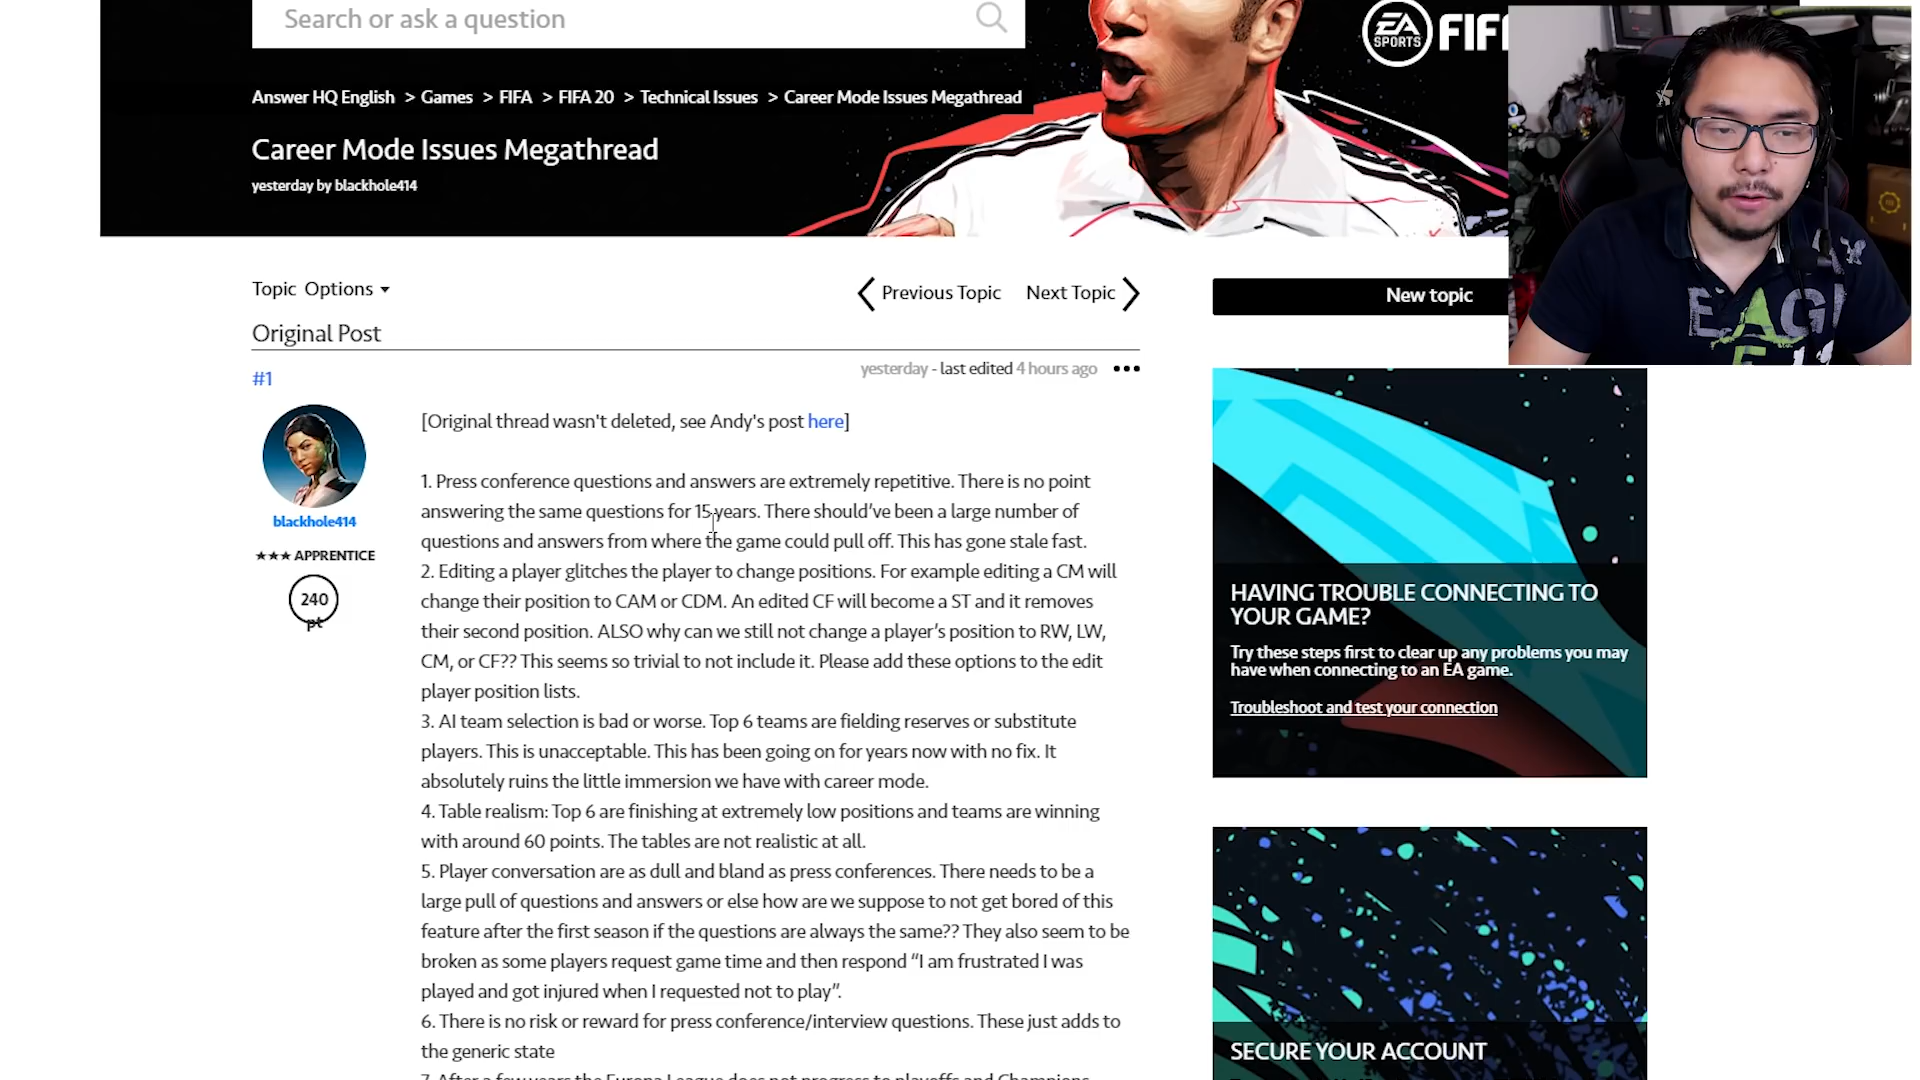 Search or ask a question
EA SPORTS FIF
Answer HQ English > Games > FIFA > FIFA 20 > Technical Issues > Career Mode Issues Megathread
Career Mode Issues Megathread
yesterday by blackhole414
Topic Options
Previous Topic
Next Topic
New topic
Original Post
yesterday - last edited 4 hours ago
#1
blackhole414
★★★ APPRENTICE
240
pt
[Original thread wasn't deleted, see Andy's post here]
1. Press conference questions and answers are extremely repetitive. There is no point
answering the same questions for 15 years. There should've been a large number of
questions and answers from where the game could pull off. This has gone stale fast.
2. Editing a player glitches the player to change positions. For example editing a CM will
change their position to CAM or CDM. An edited CF will become a ST and it removes
their second position. ALSO why can we still not change a player's position to RW, LW,
CM, or CF?? This seems so trivial to not include it. Please add these options to the edit
player position lists.
3. AI team selection is bad or worse. Top 6 teams are fielding reserves or substitute
players. This is unacceptable. This has been going on for years now with no fix. It
absolutely ruins the little immersion we have with career mode.
4. Table realism: Top 6 are finishing at extremely low positions and teams are winning
with around 60 points. The tables are not realistic at all.
5. Player conversation are as dull and bland as press conferences. There needs to be a
large pull of questions and answers or else how are we suppose to not get bored of this
feature after the first season if the questions are always the same?? They also seem to be
broken as some players request game time and then respond “I am frustrated I was
played and got injured when I requested not to play”.
6. There is no risk or reward for press conference/interview questions. These just adds to
the generic state
7. After a few years the Europa League does not progress to playoffs and Champions
HAVING TROUBLE CONNECTING TO
YOUR GAME?
Try these steps first to clear up any problems you may
have when connecting to an EA game.
Troubleshoot and test your connection
SECURE YOUR ACCOUNT
EAGL